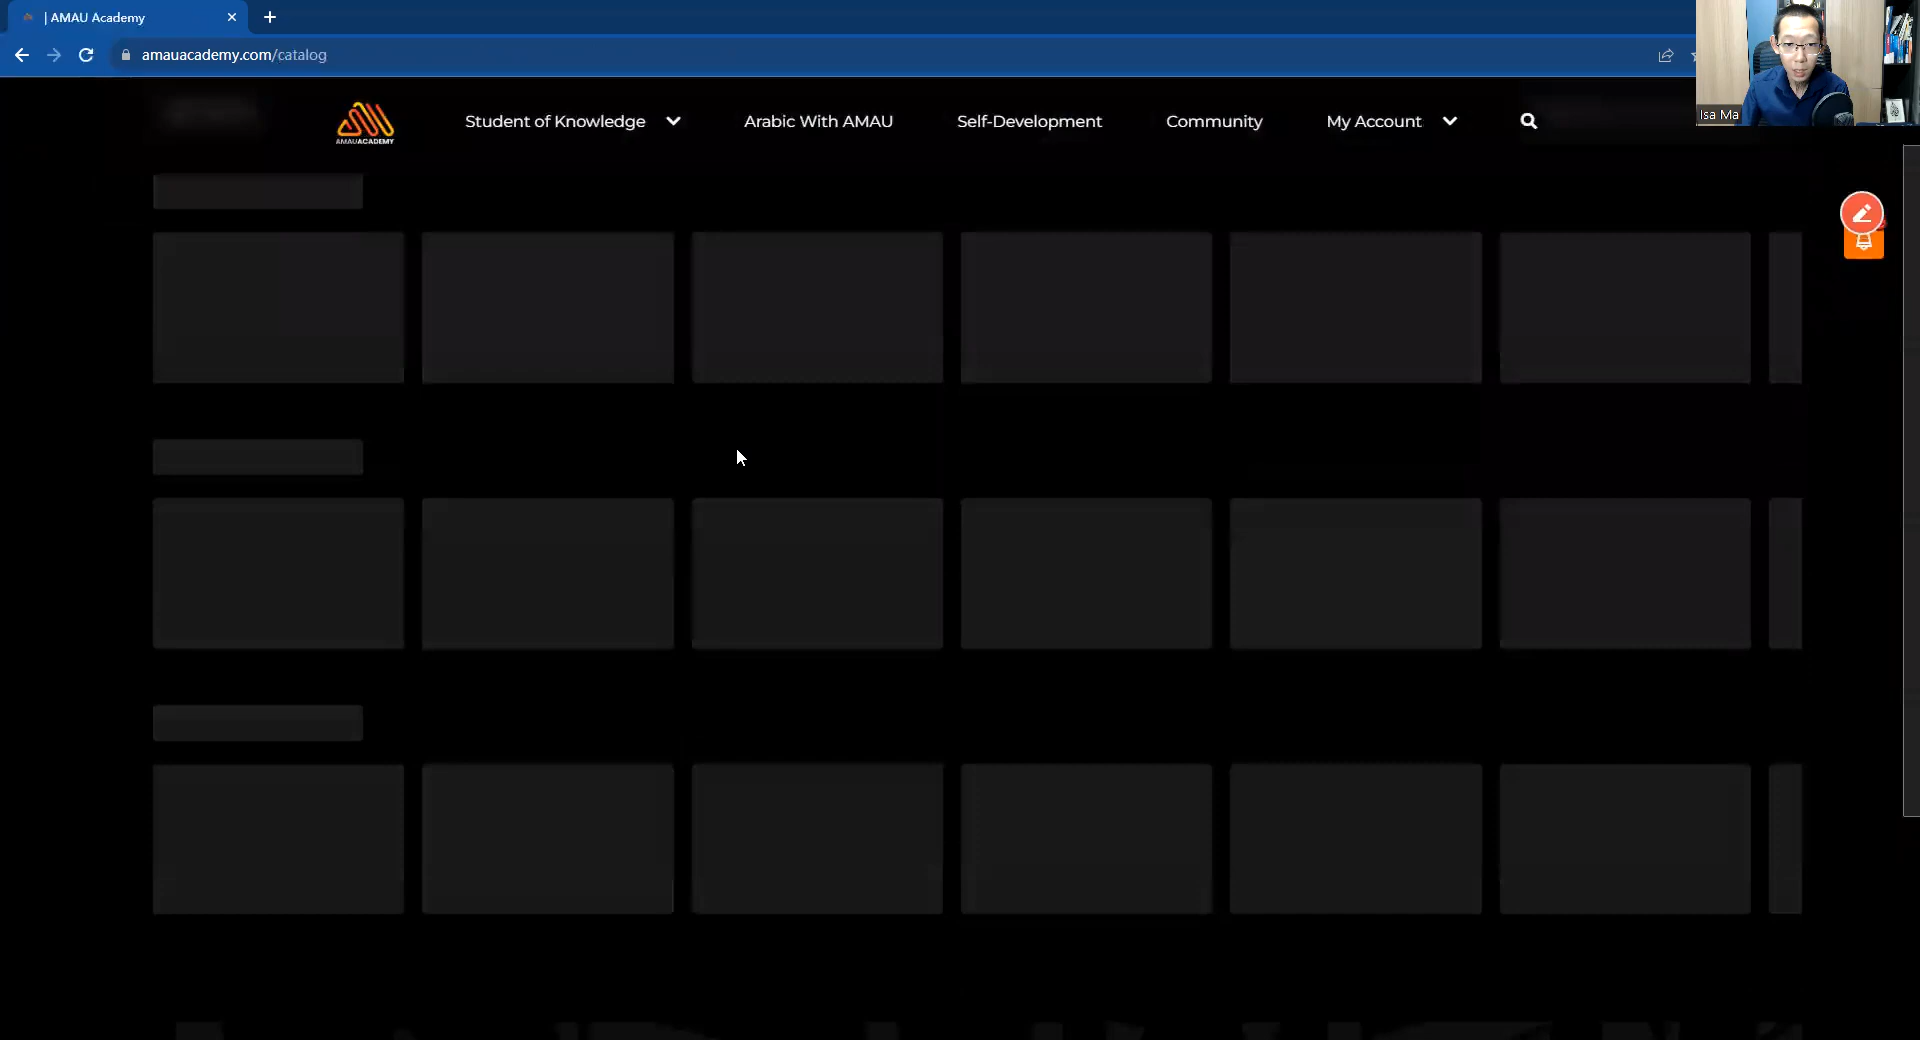 | AMAU Academy
amauacademy.com/catalog
AMAUACADEMY
Student of Knowledge
Arabic With AMAU
Self-Development
Community
My Account
Isa Ma